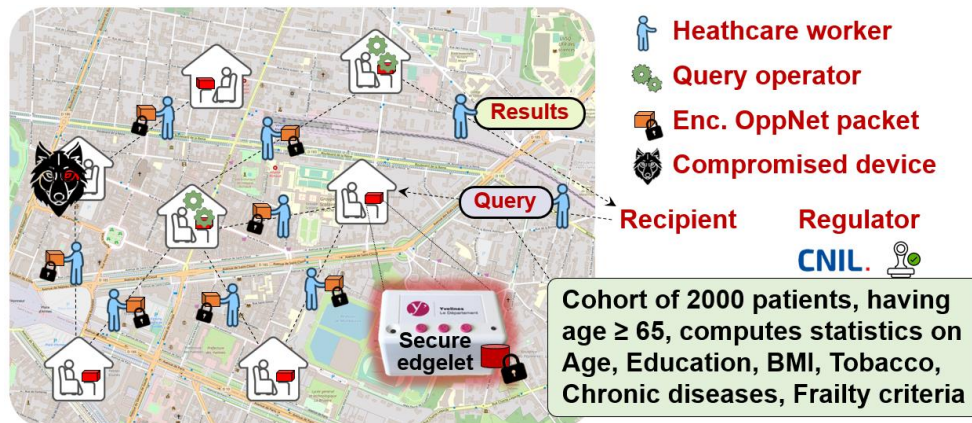 Heathcare worker
Query operator
Enc. OppNet packet
Compromised device
Results
Query
Recipient
Regulator
CNIL.
Yvelines
Le Département
Secure
edgelet
Cohort of 2000 patients, having
age ≥ 65, computes statistics on
Age, Education, BMI, Tobacco,
Chronic diseases, Frailty criteria